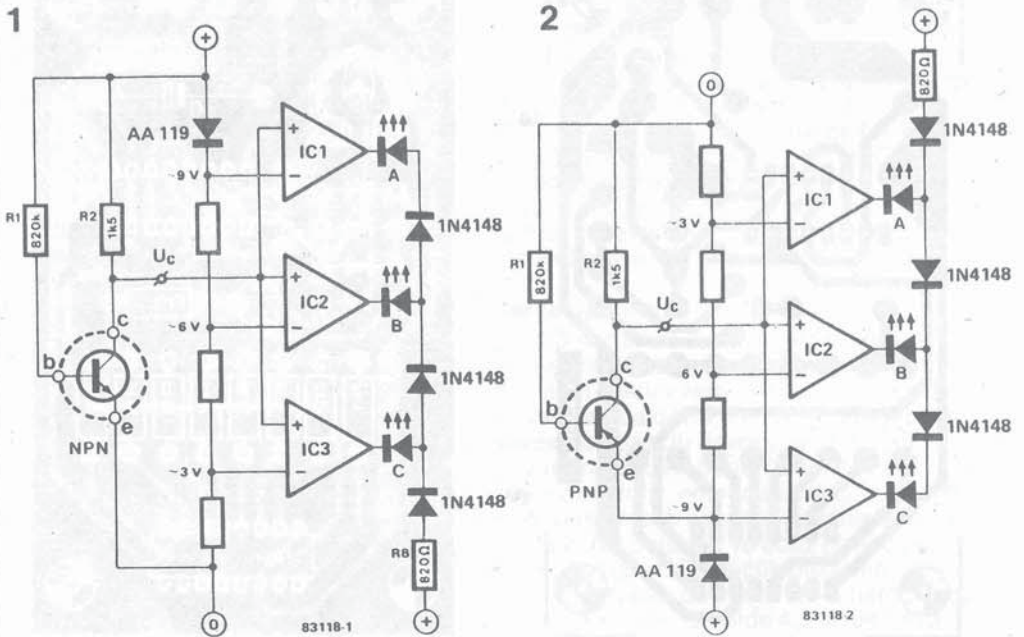 1
+
AA 119
~9 V
+
−
IC1
A
R1
820k
R2
1k5
1N4148
Uc
+
−
IC2
B
~6 V
c
b
e
NPN
1N4148
+
−
IC3
C
~3 V
1N4148
R8
820Ω
0
83118-1
+
2
+
820Ω
0
1N4148
+
−
IC1
A
~3 V
R1
820k
R2
1k5
1N4148
Uc
+
−
IC2
B
6 V
c
b
e
PNP
1N4148
+
−
IC3
C
~9 V
AA 119
+
83118-2